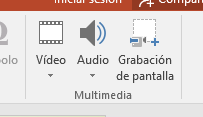 Iniciar sesión
Vídeo
Audio
Grabación
de pantalla
Multimedia